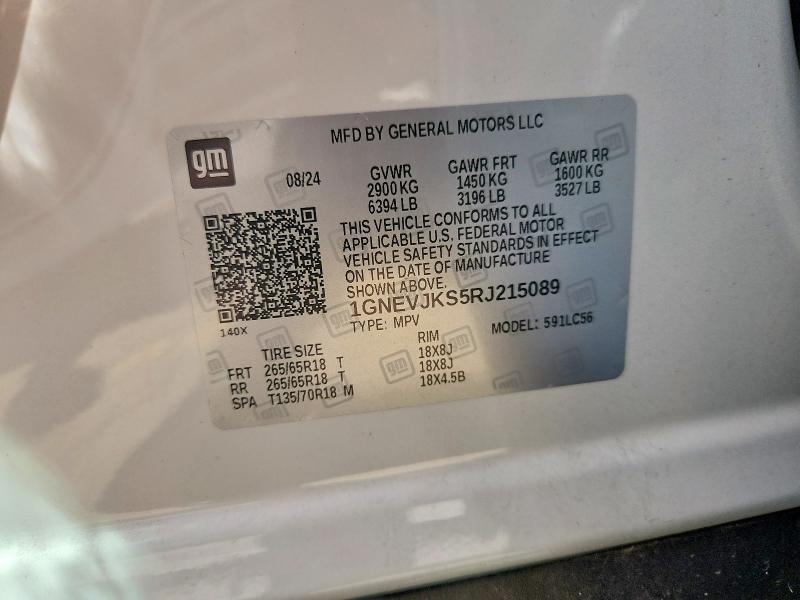 MFD BY GENERAL MOTORS LLC
gm
08/24 GVWR GAWR FRT GAWR RR
2900 KG 1450 KG 1600 KG
6394 LB 3196 LB 3527 LB
THIS VEHICLE CONFORMS TO ALL
APPLICABLE U.S. FEDERAL MOTOR
VEHICLE SAFETY STANDARDS IN EFFECT
ON THE DATE OF MANUFACTURE
SHOWN ABOVE.
1GNEVJKS5RJ215089
140X
TYPE: MPV MODEL: 591LC56
TIRE SIZE RIM
FRT 265/65R18 T 18X8J
RR 265/65R18 T 18X8J
SPA T135/70R18 M 18X4.5B